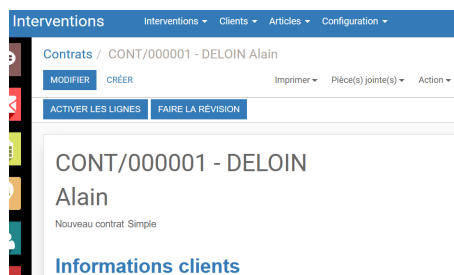 Interventions Interventions Clients Articles Configuration
Contrats / CONT/000001 - DELOIN Alain
MODIFIER CRÉER Imprimer Pièce(s) jointe(s) Action
ACTIVER LES LIGNES FAIRE LA RÉVISION
CONT/000001 - DELOIN
Alain
Nouveau contrat Simple
Informations clients